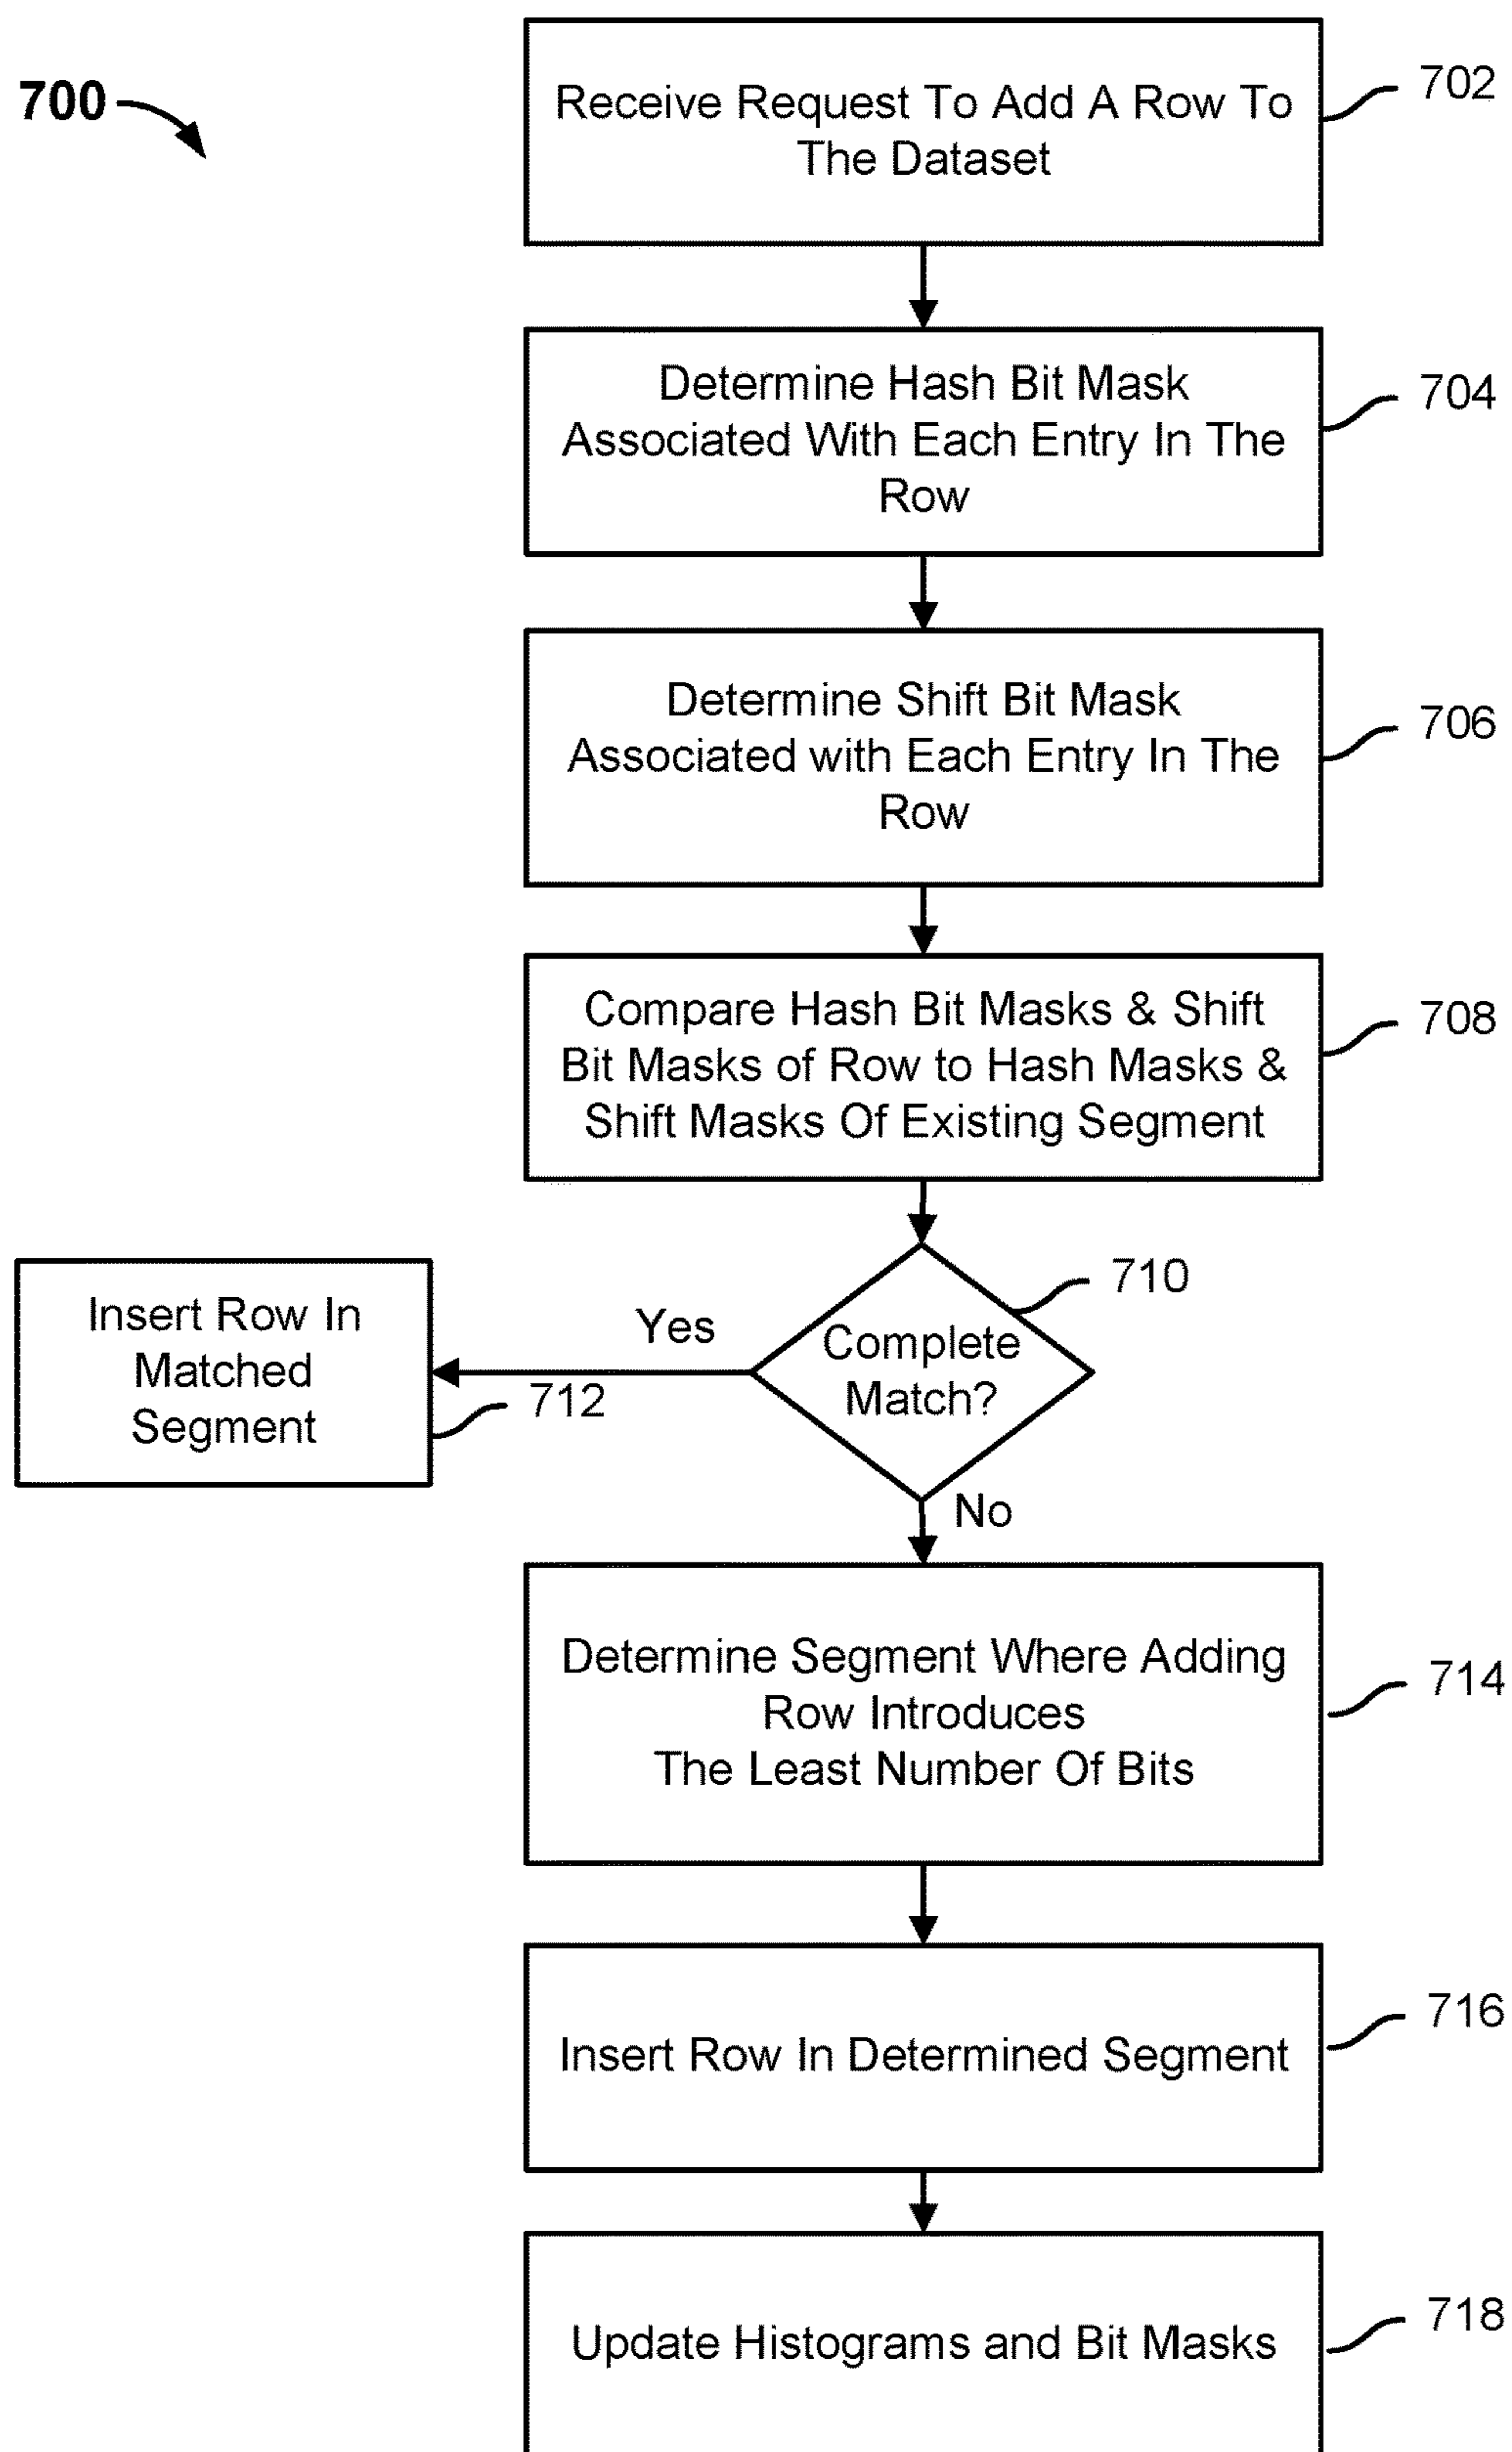 700
Receive Request To Add A Row To
The Dataset
702
Determine Hash Bit Mask
Associated With Each Entry In The
Row
704
Determine Shift Bit Mask
Associated with Each Entry In The
Row
706
Compare Hash Bit Masks & Shift
Bit Masks of Row to Hash Masks &
Shift Masks Of Existing Segment
708
Complete
Match?
710
Yes
Insert Row In
Matched
Segment
712
No
Determine Segment Where Adding
Row Introduces
The Least Number Of Bits
714
Insert Row In Determined Segment
716
Update Histograms and Bit Masks
718